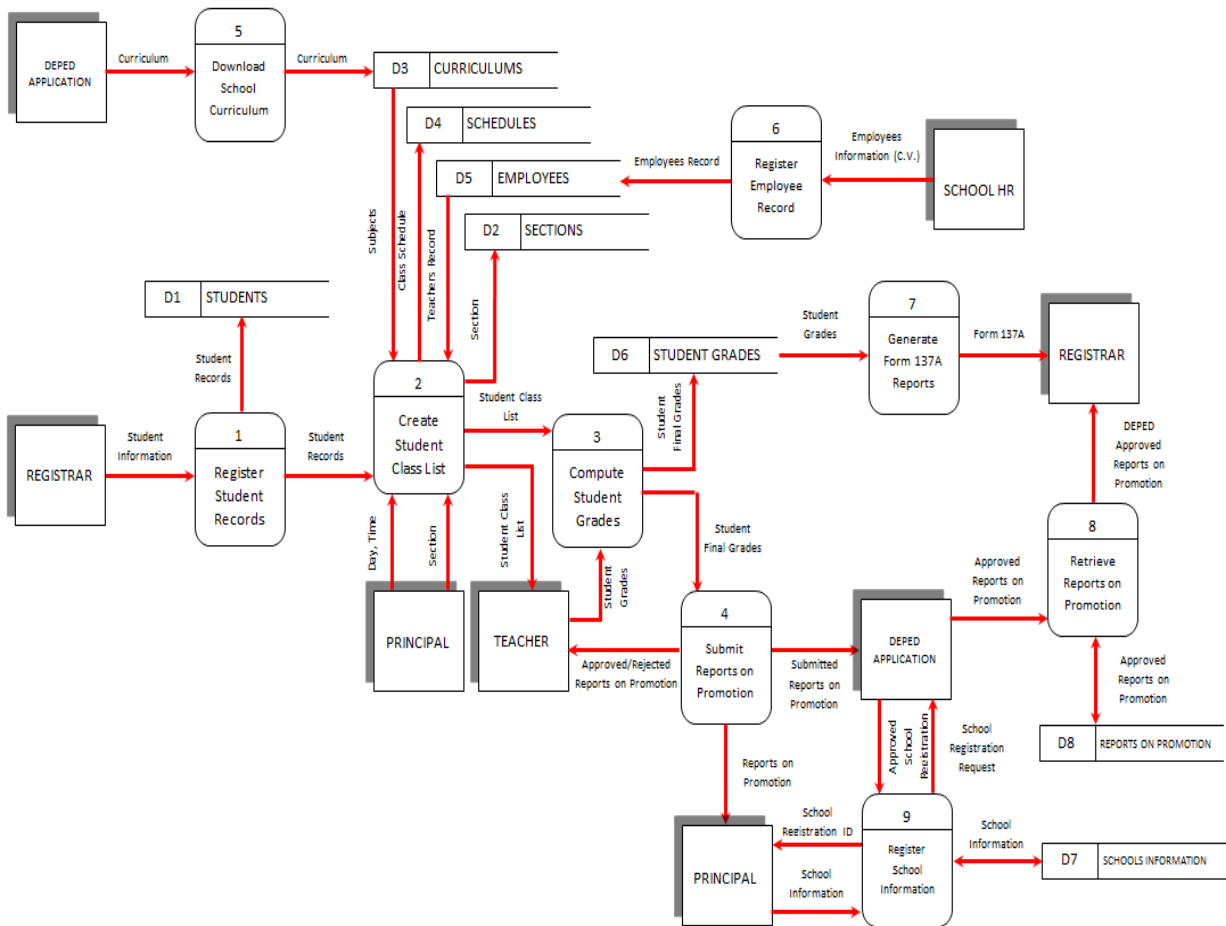 5
DEPED
APPLICATION
Curriculum
Download
School
Curriculum
Curriculum
D3 CURRICULUMS
D4 SCHEDULES
D5 EMPLOYEES
D2 SECTIONS
Employees Record
6
Register
Employee
Record
Employees
Information (C.V.)
SCHOOL HR
Subjects
Class Schedule
Teachers Record
Section
D1 STUDENTS
Student
Records
REGISTRAR
Student
Information
1
Register
Student
Records
Student
Records
2
Create
Student
Class List
Student Class
List
3
Compute
Student
Grades
D6 STUDENT GRADES
Student
Final Grades
Student
Grades
7
Generate
Form 137A
Reports
Form 137A
REGISTRAR
DEPED
Approved
Reports on
Promotion
Day, Time
Section
Student Class
List
Student
Grades
PRINCIPAL
TEACHER
Student
Final Grades
4
Submit
Reports on
Promotion
Approved/Rejected
Reports on Promotion
Submitted
Reports on
Promotion
DEPED
APPLICATION
Approved
Reports on
Promotion
8
Retrieve
Reports on
Promotion
Approved
Reports on
Promotion
D8 REPORTS ON PROMOTION
Approved
School
Registration
School
Registration
Request
Reports on
Promotion
PRINCIPAL
School
Registration ID
School
Information
9
Register
School
Information
School
Information
D7 SCHOOLS INFORMATION